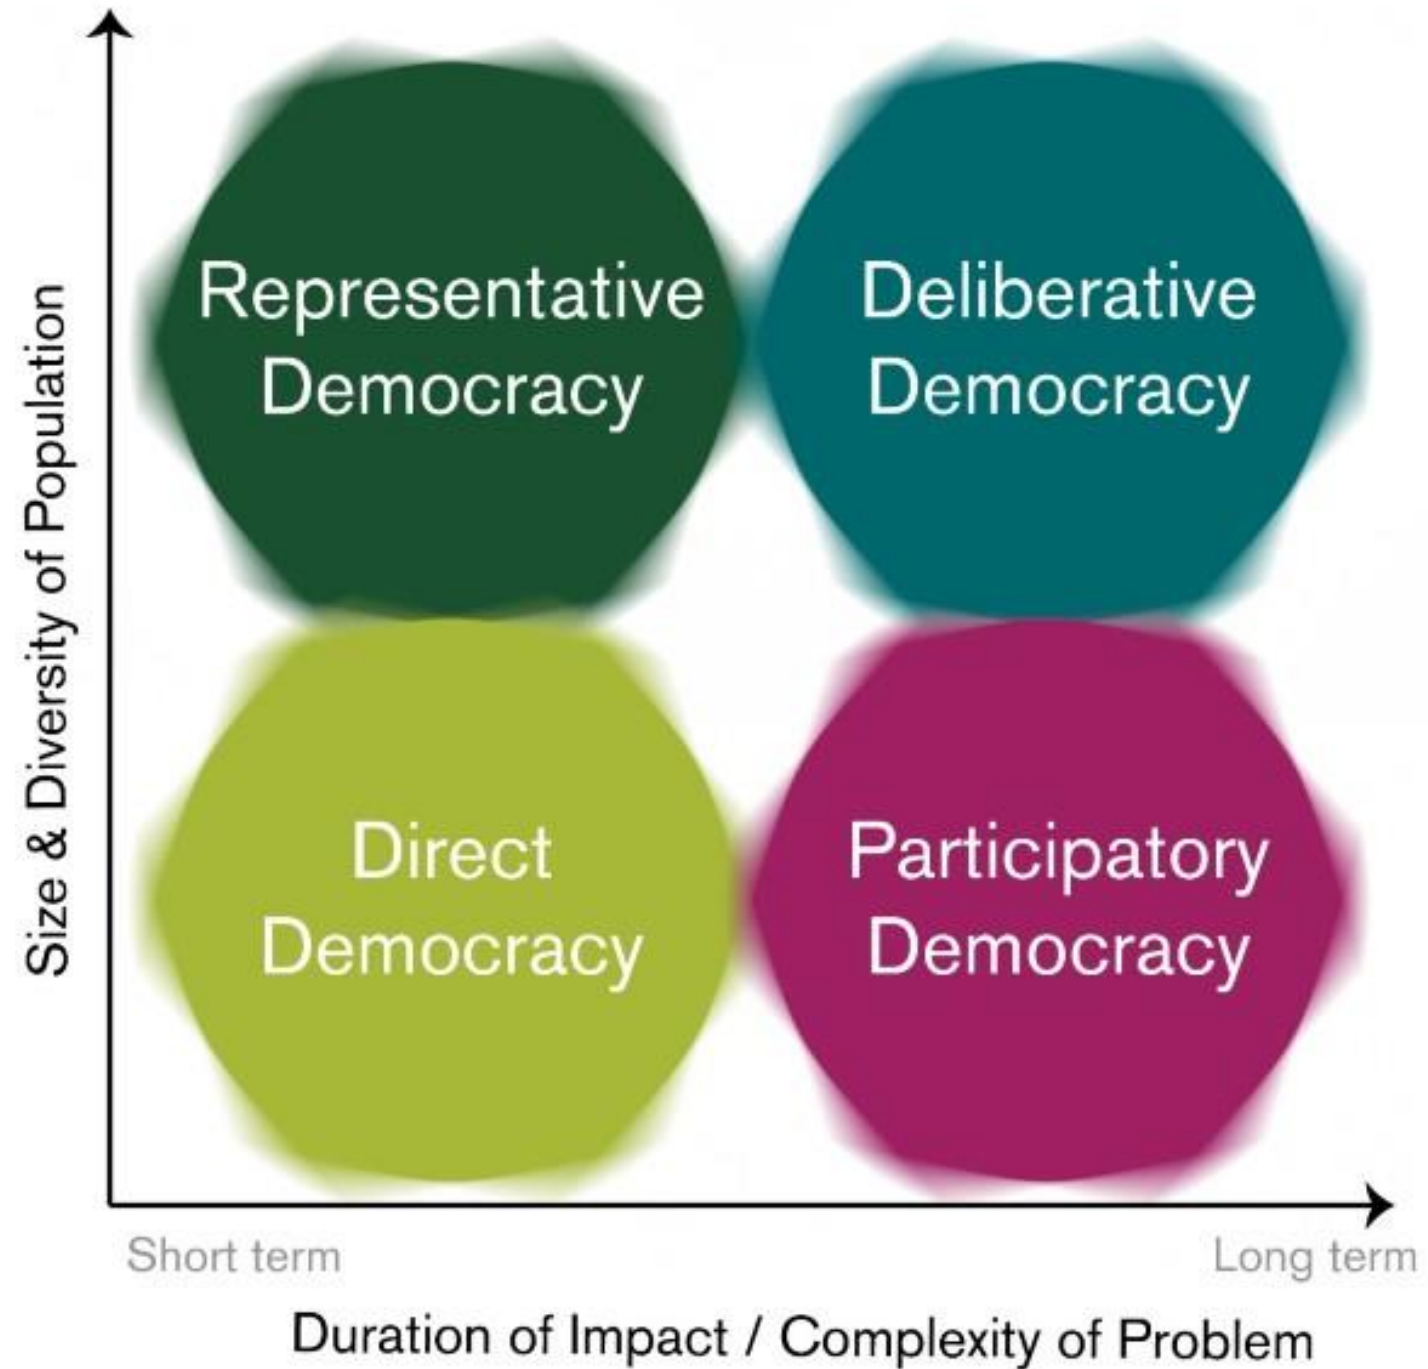 Size & Diversity of Population
Representative
Democracy
Deliberative
Democracy
Direct
Democracy
Participatory
Democracy
Short term
Long term
Duration of Impact / Complexity of Problem